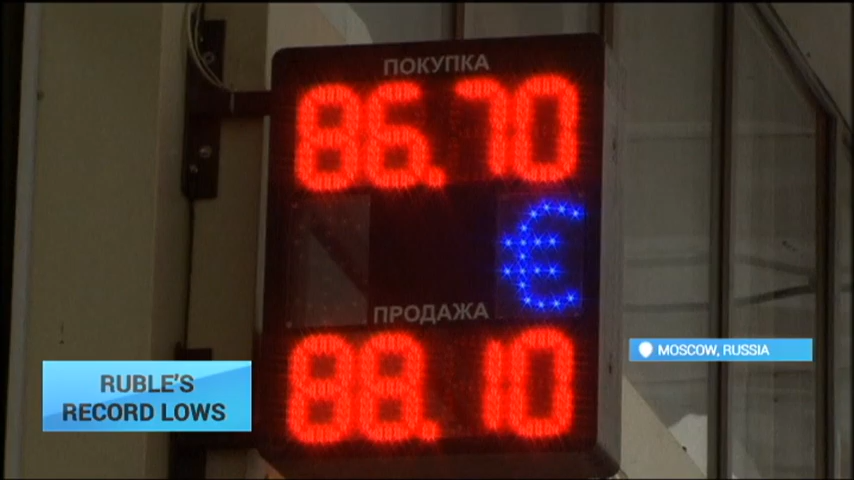 ПОКУПКА
86.70
€
ПРОДАЖА
88.10
MOSCOW, RUSSIA
RUBLE'S
RECORD LOWS